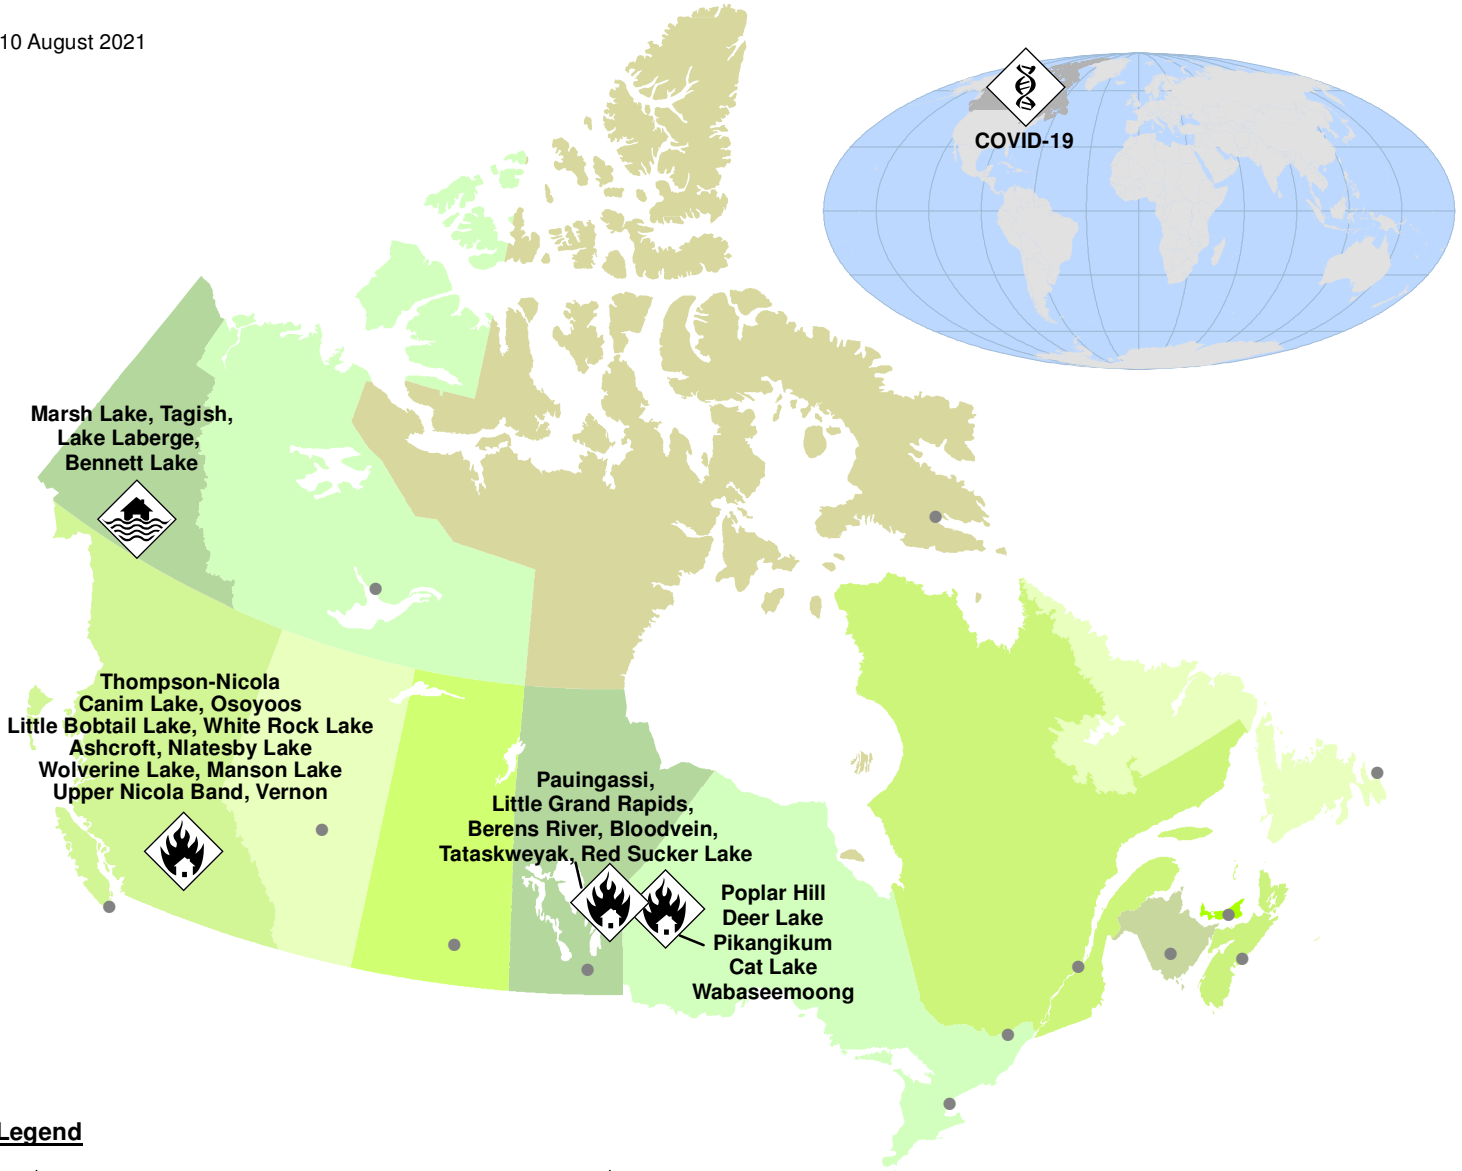 10 August 2021
COVID-19
Marsh Lake, Tagish,
Lake Laberge,
Bennett Lake
Thompson-Nicola
Canim Lake, Osoyoos
Little Bobtail Lake, White Rock Lake
Ashcroft, Nlatesby Lake
Wolverine Lake, Manson Lake
Upper Nicola Band, Vernon
Pauingassi,
Little Grand Rapids,
Berens River, Bloodvein,
Tataskweyak, Red Sucker Lake
Poplar Hill
Deer Lake
Pikangikum
Cat Lake
Wabaseemoong
Legend